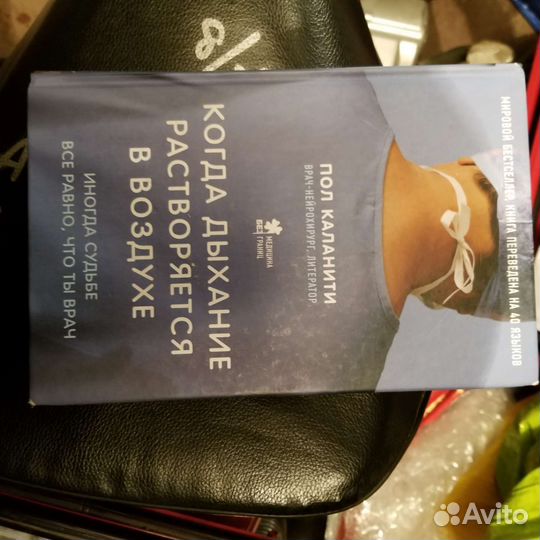 МИРОВОЙ БЕСТСЕЛЛЕР. КНИГА ПЕРЕВЕДЕНА НА 40 ЯЗЫКОВ
ПОЛ КАЛАНИТИ
ВРАЧ-НЕЙРОХИРУРГ, ЛИТЕРАТОР
МЕДИЦИНА
БЕЗ ГРАНИЦ
КОГДА ДЫХАНИЕ
РАСТВОРЯЕТСЯ
В ВОЗДУХЕ
ИНОГДА СУДЬБЕ
ВСЕ РАВНО, ЧТО ТЫ ВРАЧ
Avito